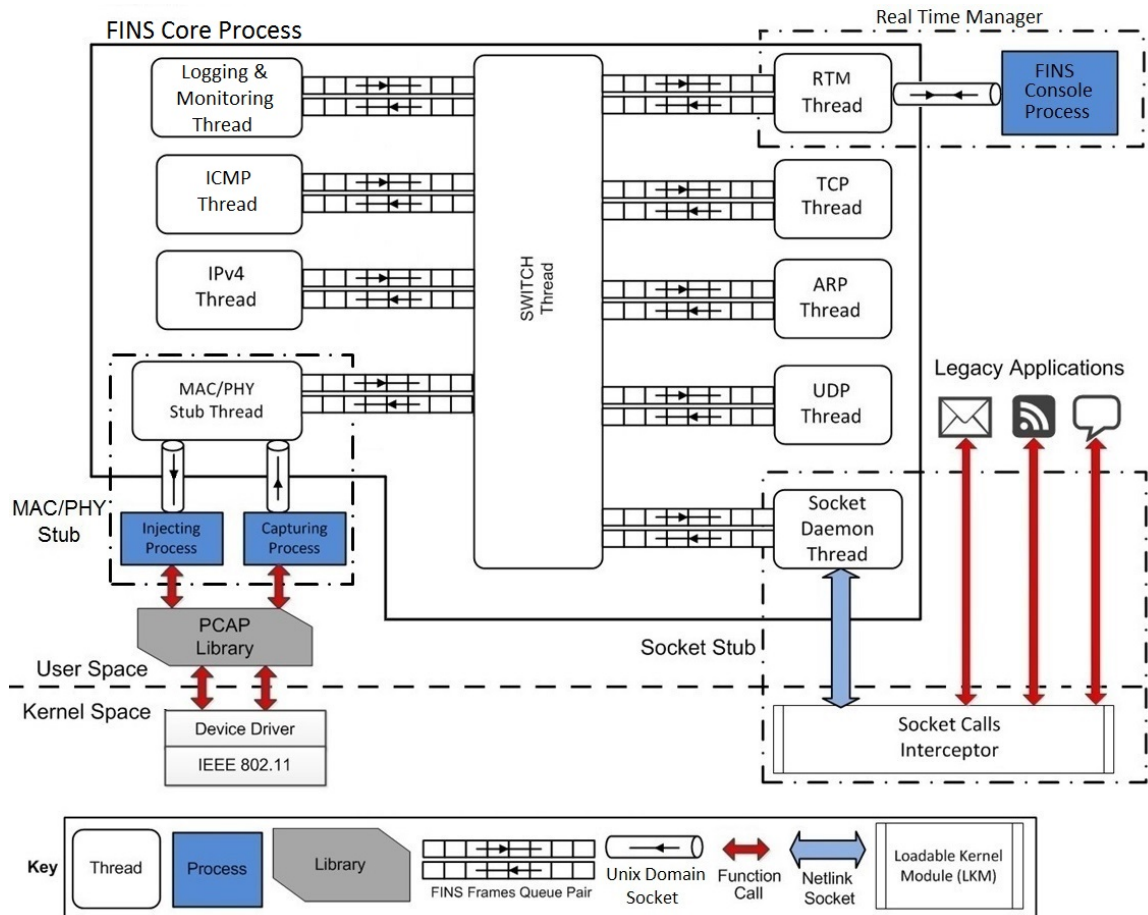 Real Time Manager
FINS Core Process
Logging &
Monitoring
Thread
RTM
Thread
FINS
Console
Process
ICMP
Thread
TCP
Thread
IPv4
Thread
SWITCH
Thread
ARP
Thread
MAC/PHY
Stub Thread
UDP
Thread
Legacy Applications
MAC/PHY
Stub
Injecting
Process
Capturing
Process
Socket
Daemon
Thread
PCAP
Library
Socket Stub
User Space
Kernel Space
Device Driver
IEEE 802.11
Socket Calls
Interceptor
Key
Thread
Process
Library
FINS Frames Queue Pair
Unix Domain
Socket
Function
Call
Netlink
Socket
Loadable Kernel
Module (LKM)